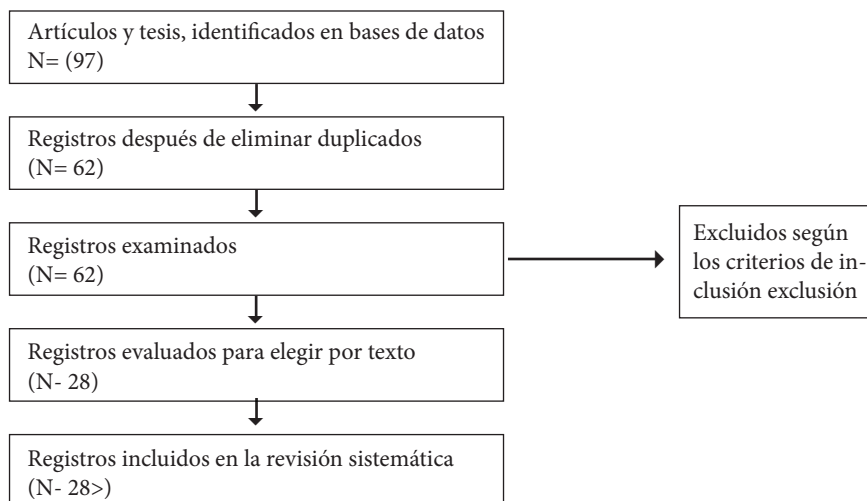 Artículos y tesis, identificados en bases de datos
N= (97)
Registros después de eliminar duplicados
(N= 62)
Registros examinados
(N= 62)
Excluidos según
los criterios de in-
clusión exclusión
Registros evaluados para elegir por texto
(N- 28)
Registros incluidos en la revisión sistemática
(N- 28>)